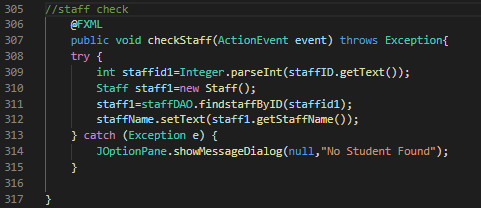 305 //staff check
306 @FXML
307 public void checkStaff(ActionEvent event) throws Exception{
308 try {
309 int staffid1=Integer.parseInt(staffID.getText());
310 Staff staff1=new Staff();
311 staff1=staffDAO.findstaffByID(staffid1);
312 staffName.setText(staff1.getStaffName());
313 } catch (Exception e) {
314 JOptionPane.showMessageDialog(null,"No Student Found");
315 }
316
317 }